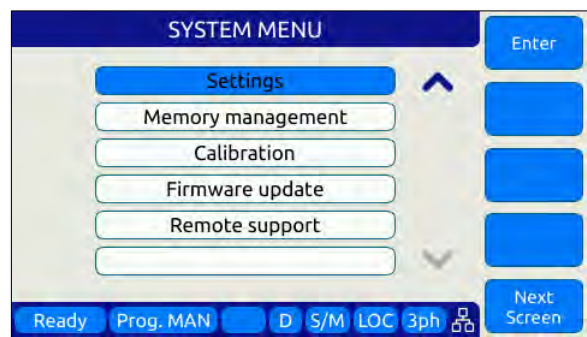 SYSTEM MENU
Enter
Settings
Memory management
Calibration
Firmware update
Remote support
Next
Screen
Ready Prog. MAN D S/M LOC 3ph